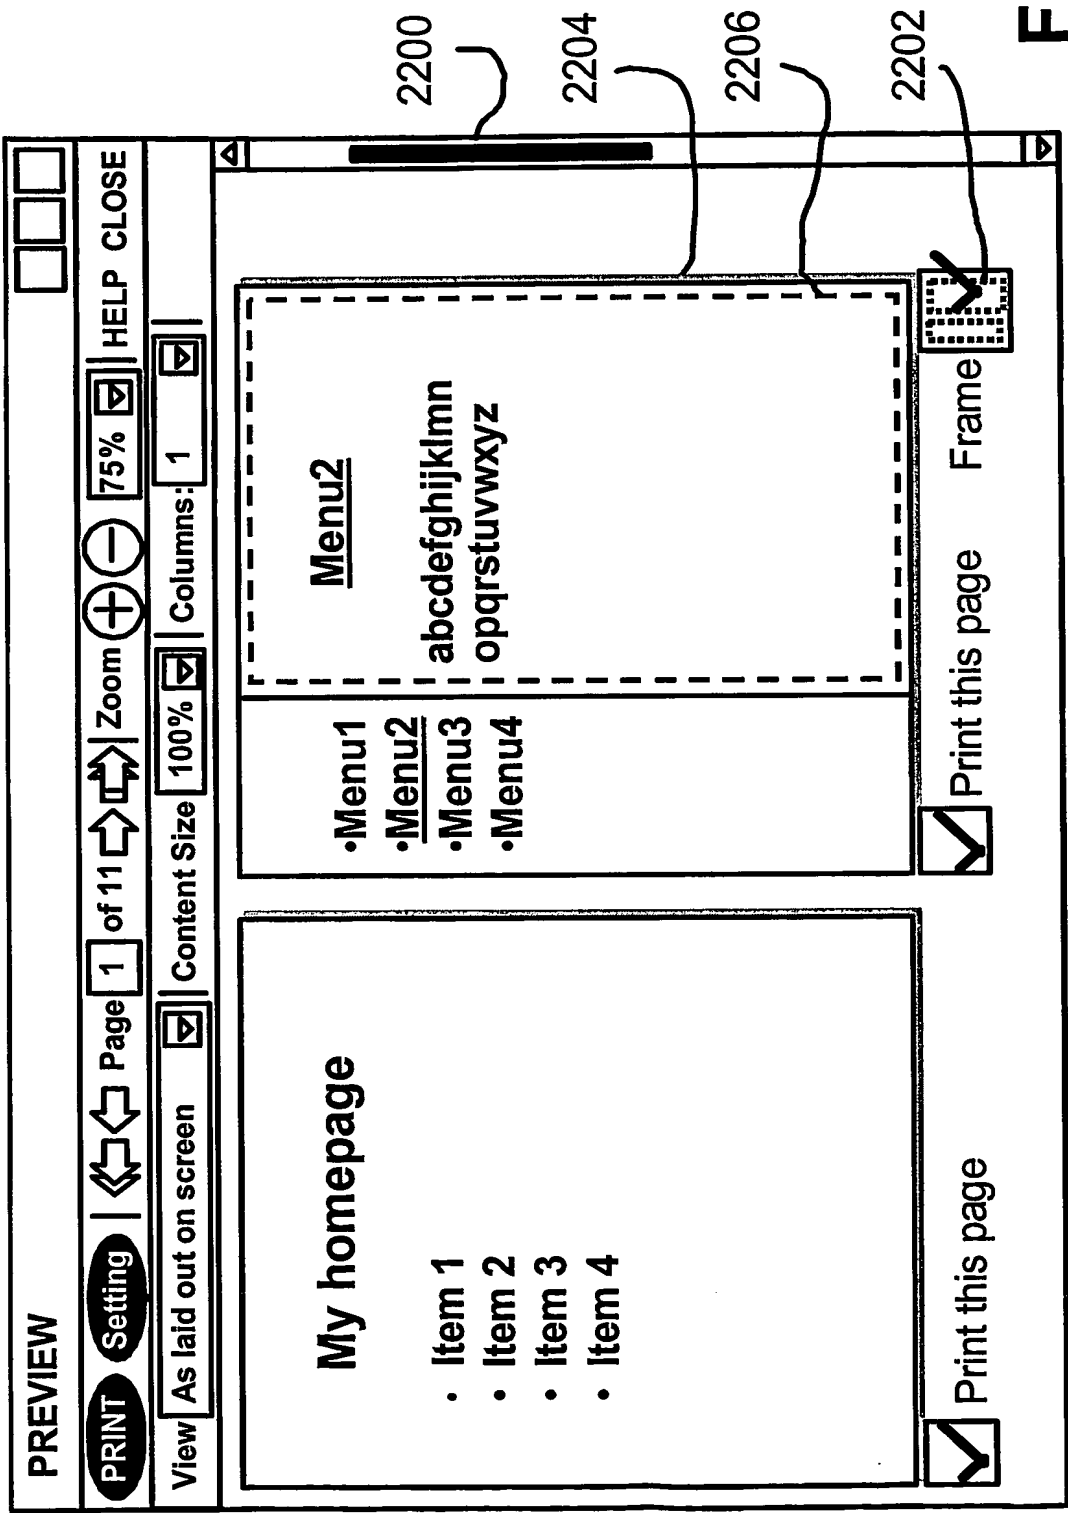 PREVIEW
PRINT Setting Page 1 of 11 Zoom 75% HELP CLOSE
View As laid out on screen Content Size 100% Columns: 1
My homepage
• Item 1
• Item 2
• Item 3
• Item 4
Print this page
•Menu1
•Menu2
•Menu3
•Menu4
Menu2
abcdefghijklmn
opqrstuvwxyz
Print this page Frame
2200
2204
2206
2202
F